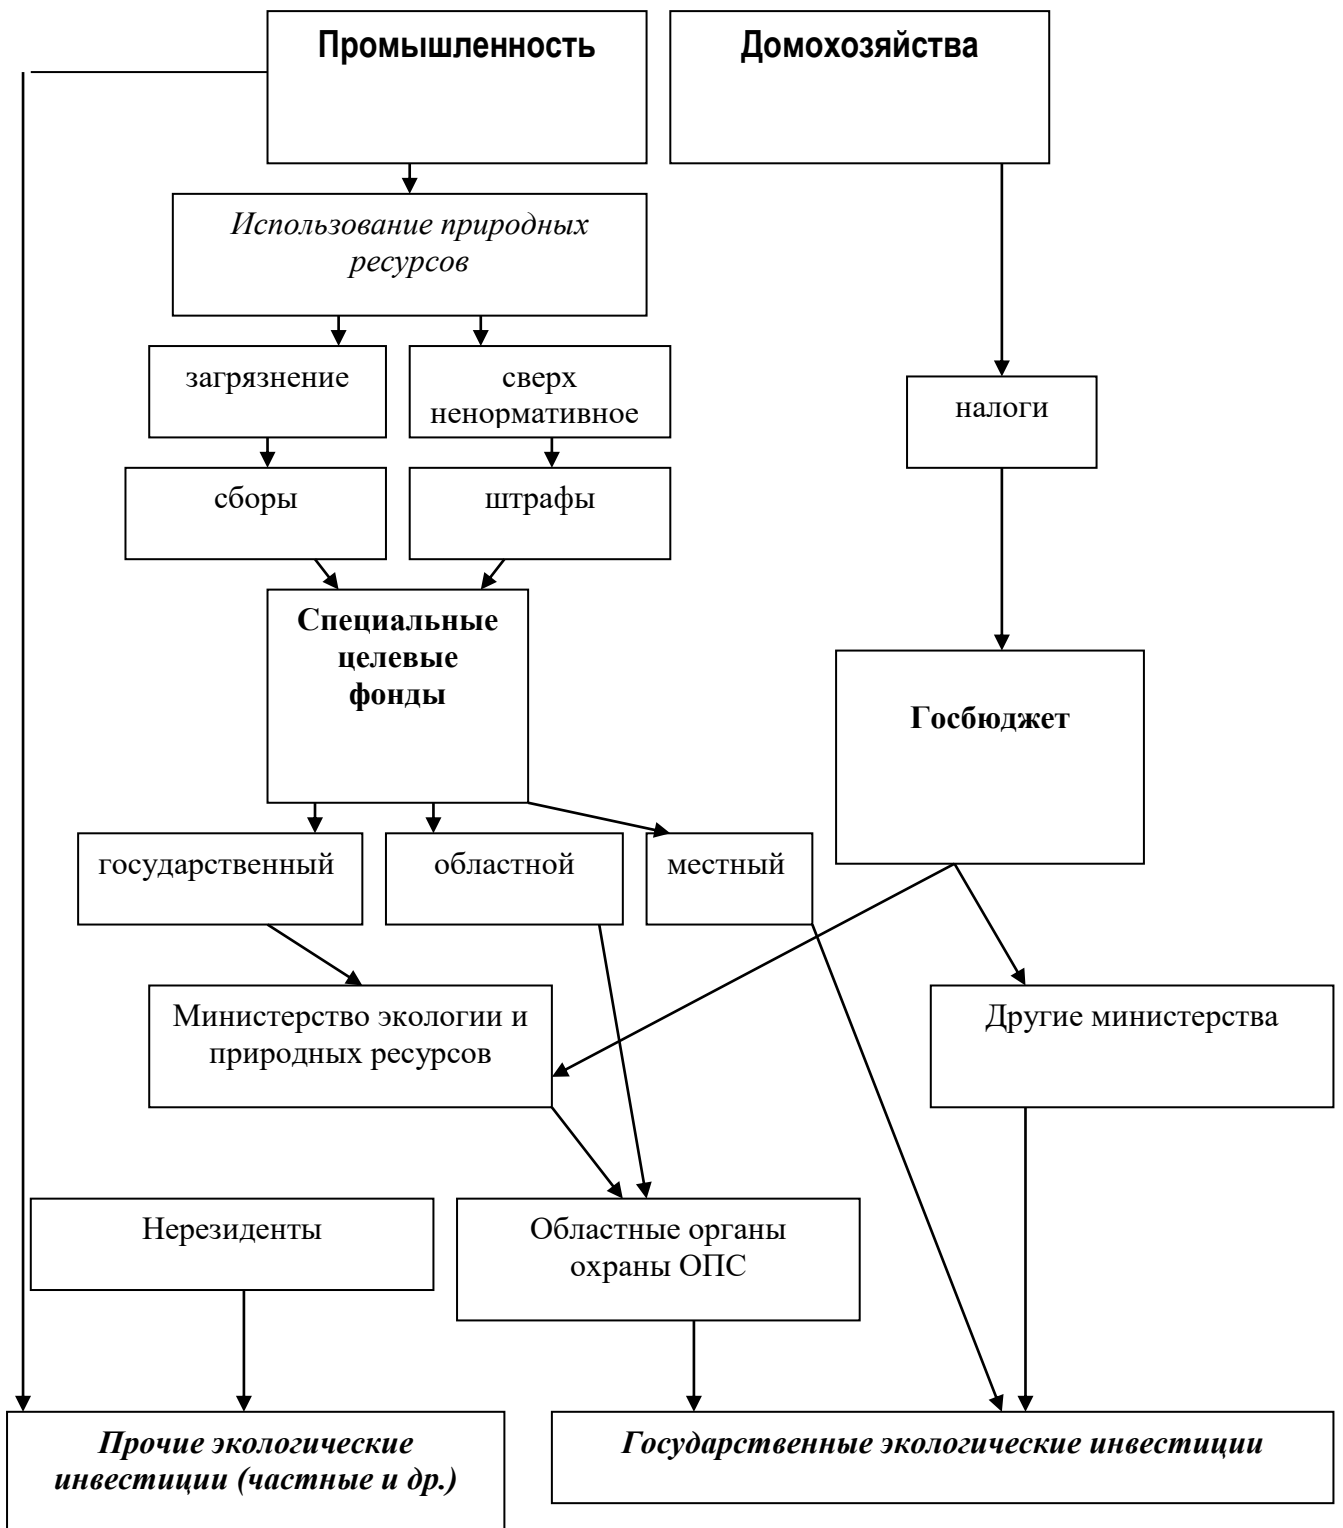 Промышленность
Домохозяйства
Использование природных
ресурсов
загрязнение
сверх
ненормативное
налоги
сборы
штрафы
Специальные
целевые
фонды
Госбюджет
государственный
областной
местный
Министерство экологии и
природных ресурсов
Другие министерства
Нерезиденты
Областные органы
охраны ОПС
Прочие экологические
инвестиции (частные и др.)
Государственные экологические инвестиции